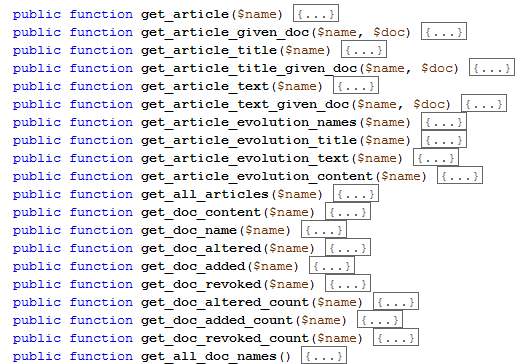 public function get_article($name) {...}
public function get_article_given_doc($name, $doc) {...}
public function get_article_title($name) {...}
public function get_article_title_given_doc($name, $doc) {...}
public function get_article_text($name) {...}
public function get_article_text_given_doc($name, $doc) {...}
public function get_article_evolution_names($name) {...}
public function get_article_evolution_title($name) {...}
public function get_article_evolution_text($name) {...}
public function get_article_evolution_content($name) {...}
public function get_all_articles($name) {...}
public function get_doc_content($name) {...}
public function get_doc_name($name) {...}
public function get_doc_altered($name) {...}
public function get_doc_added($name) {...}
public function get_doc_revoked($name) {...}
public function get_doc_altered_count($name) {...}
public function get_doc_added_count($name) {...}
public function get_doc_revoked_count($name) {...}
public function get_all_doc_names() {...}